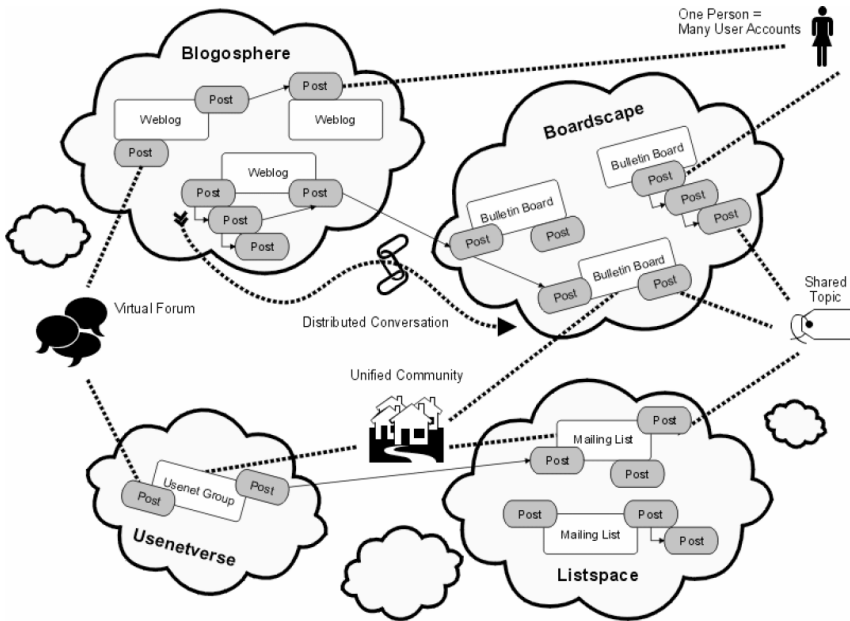 One Person =
Many User Accounts
Blogosphere
Post
Post
Weblog
Weblog
Post
Weblog
Post
Post
Post
Post
Boardscape
Bulletin Board
Post
Post
Post
Bulletin Board
Post
Post
Bulletin Board
Post
Post
Virtual Forum
Distributed Conversation
Shared
Topic
Unified Community
Usenet Group
Post
Post
Usenetverse
Post
Mailing List
Post
Post
Post
Post
Mailing List
Post
Listspace